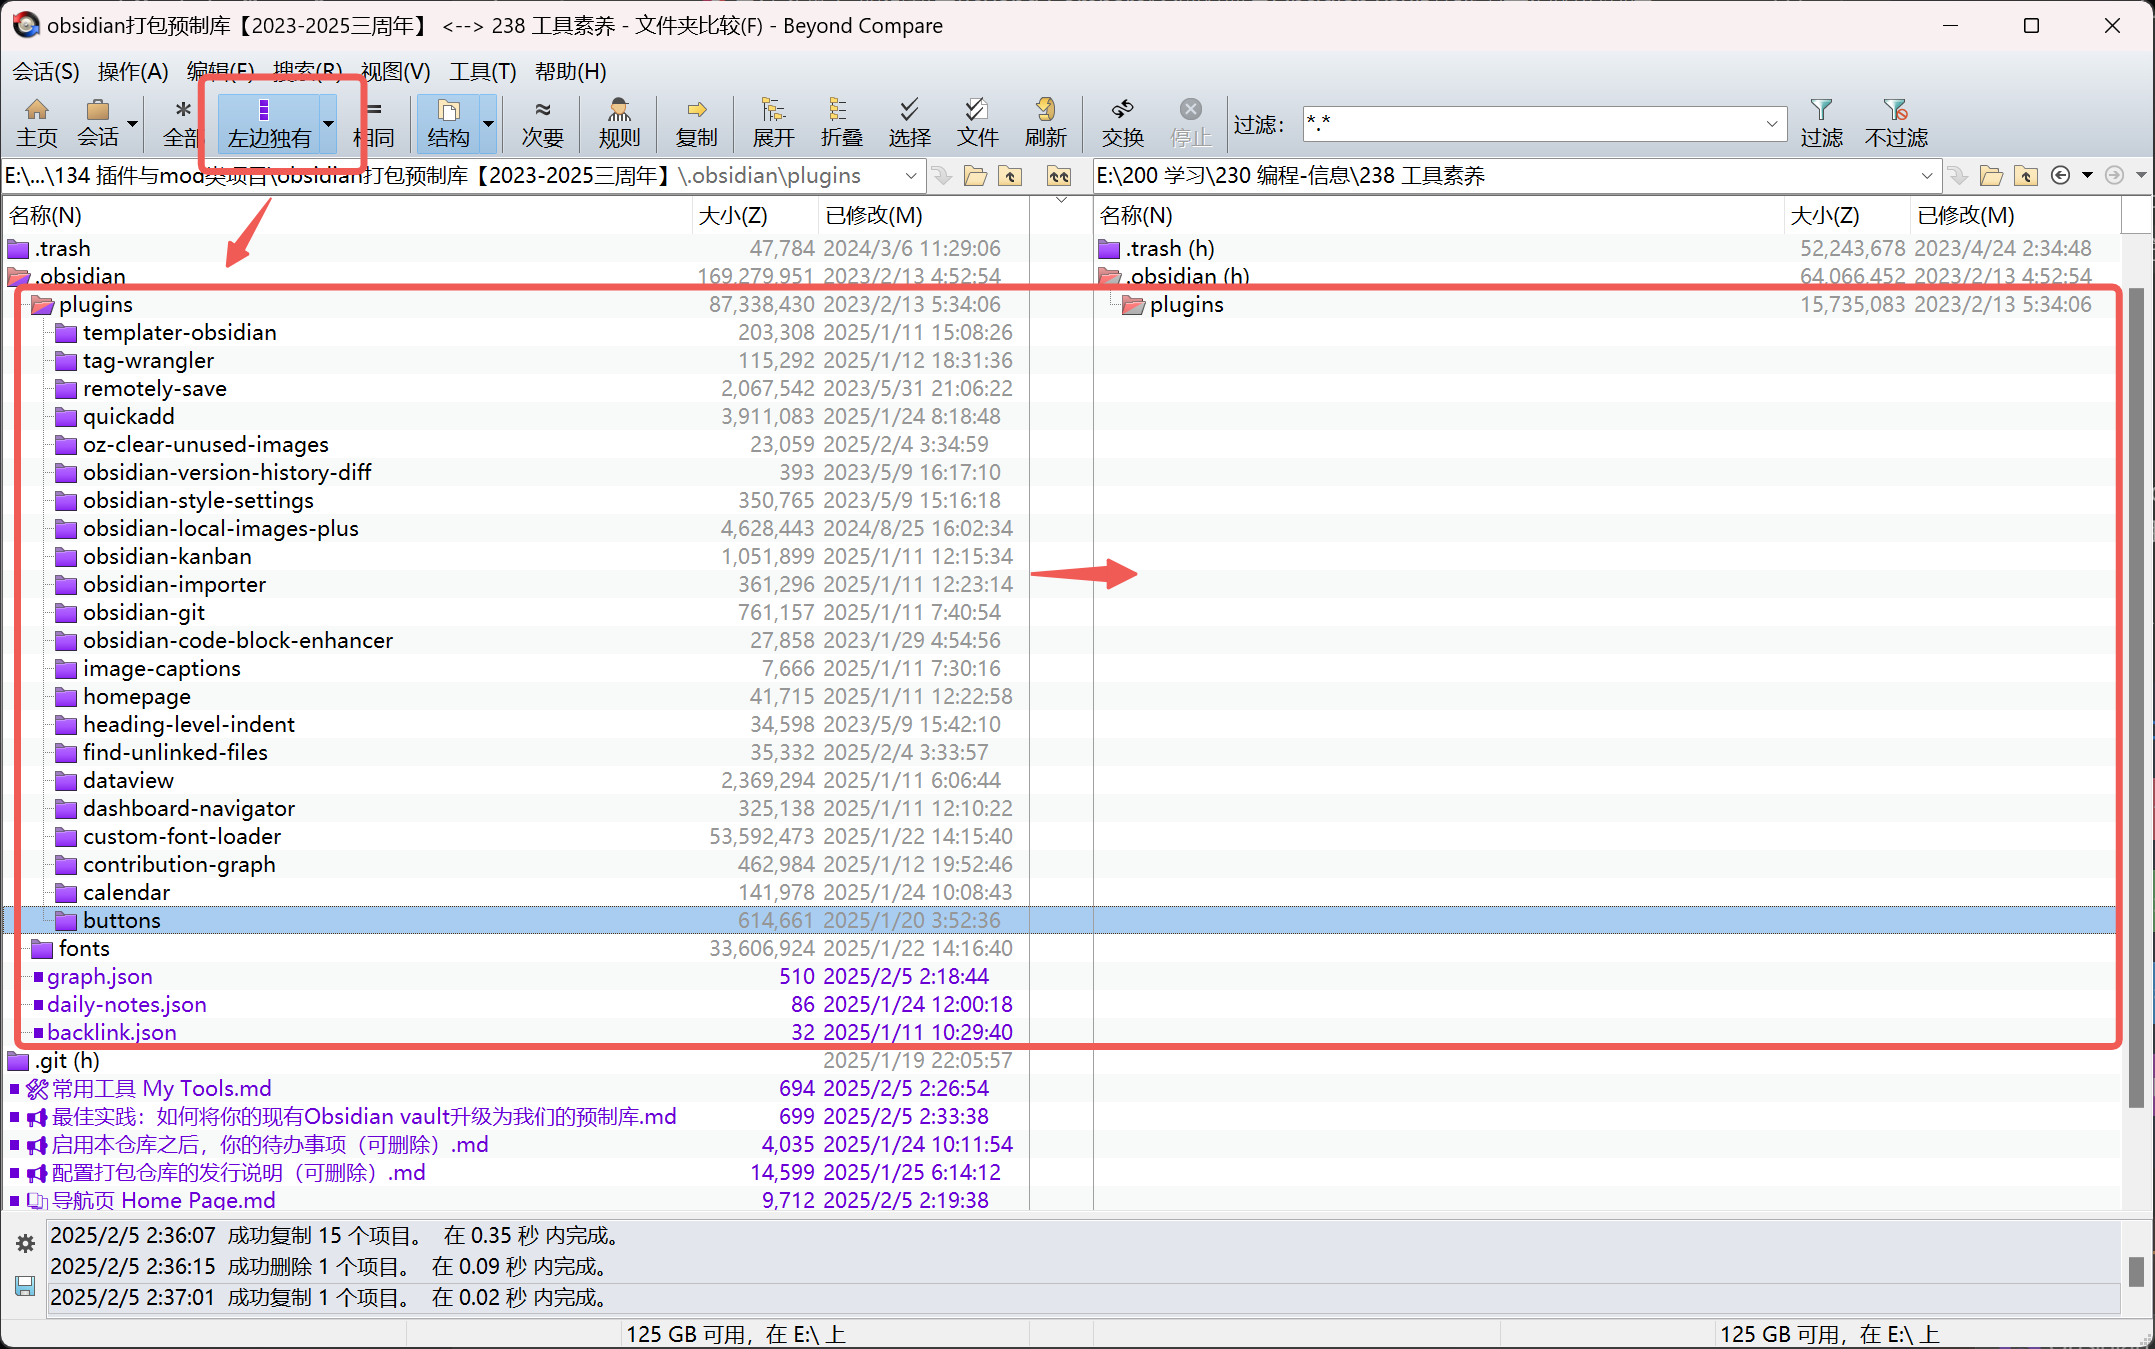 obsidian打包预制库【2023-2025三周年】 <--> 238 工具素养 - 文件夹比较(F) - Beyond Compare
会话(S) 操作(A) 编辑(E) 搜索(R) 视图(V) 工具(T) 帮助(H)
主页 会话 全部 左边独有 相同 结构 次要 规则 复制 展开 折叠 选择 文件 刷新 交换 停止 过滤: *.* 过滤 不过滤
E:\...\134 插件与mod类项目\obsidian打包预制库【2023-2025三周年】\.obsidian\plugins E:\200 学习\230 编程-信息\238 工具素养
名称(N) 大小(Z) 已修改(M) 名称(N) 大小(Z) 已修改(M)
.trash 47,784 2024/3/6 11:29:06 .trash (h) 52,243,678 2023/4/24 2:34:48
.obsidian 169,279,951 2023/2/13 4:52:54 .obsidian (h) 64,066,452 2023/2/13 4:52:54
plugins 87,338,430 2023/2/13 5:34:06 plugins 15,735,083 2023/2/13 5:34:06
templater-obsidian 203,308 2025/1/11 15:08:26
tag-wrangler 115,292 2025/1/12 18:31:36
remotely-save 2,067,542 2023/5/31 21:06:22
quickadd 3,911,083 2025/1/24 8:18:48
oz-clear-unused-images 23,059 2025/2/4 3:34:59
obsidian-version-history-diff 393 2023/5/9 16:17:10
obsidian-style-settings 350,765 2023/5/9 15:16:18
obsidian-local-images-plus 4,628,443 2024/8/25 16:02:34
obsidian-kanban 1,051,899 2025/1/11 12:15:34
obsidian-importer 361,296 2025/1/11 12:23:14
obsidian-git 761,157 2025/1/11 7:40:54
obsidian-code-block-enhancer 27,858 2023/1/29 4:54:56
image-captions 7,666 2025/1/11 7:30:16
homepage 41,715 2025/1/11 12:22:58
heading-level-indent 34,598 2023/5/9 15:42:10
find-unlinked-files 35,332 2025/2/4 3:33:57
dataview 2,369,294 2025/1/11 6:06:44
dashboard-navigator 325,138 2025/1/11 12:10:22
custom-font-loader 53,592,473 2025/1/22 14:15:40
contribution-graph 462,984 2025/1/12 19:52:46
calendar 141,978 2025/1/24 10:08:43
buttons 614,661 2025/1/20 3:52:36
fonts 33,606,924 2025/1/22 14:16:40
graph.json 510 2025/2/5 2:18:44
daily-notes.json 86 2025/1/24 12:00:18
backlink.json 32 2025/1/11 10:29:40
.git (h) 2025/1/19 22:05:57
常用工具 My Tools.md 694 2025/2/5 2:26:54
最佳实践：如何将你的现有Obsidian vault升级为我们的预制库.md 699 2025/2/5 2:33:38
启用本仓库之后，你的待办事项（可删除）.md 4,035 2025/1/24 10:11:54
配置打包仓库的发行说明（可删除）.md 14,599 2025/1/25 6:14:12
导航页 Home Page.md 9,712 2025/2/5 2:19:38
2025/2/5 2:36:07 成功复制 15 个项目。 在 0.35 秒 内完成。
2025/2/5 2:36:15 成功删除 1 个项目。 在 0.09 秒 内完成。
2025/2/5 2:37:01 成功复制 1 个项目。 在 0.02 秒 内完成。
125 GB 可用，在 E:\ 上 125 GB 可用，在 E:\ 上